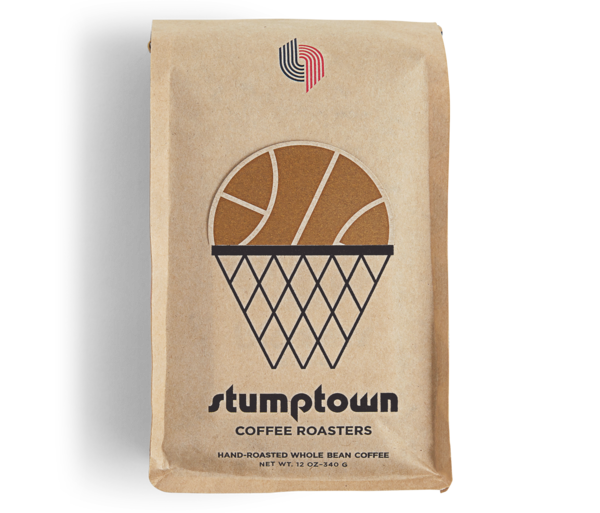 stumptown
COFFEE ROASTERS
HAND-ROASTED WHOLE BEAN COFFEE
NET WT. 12 OZ–340 G